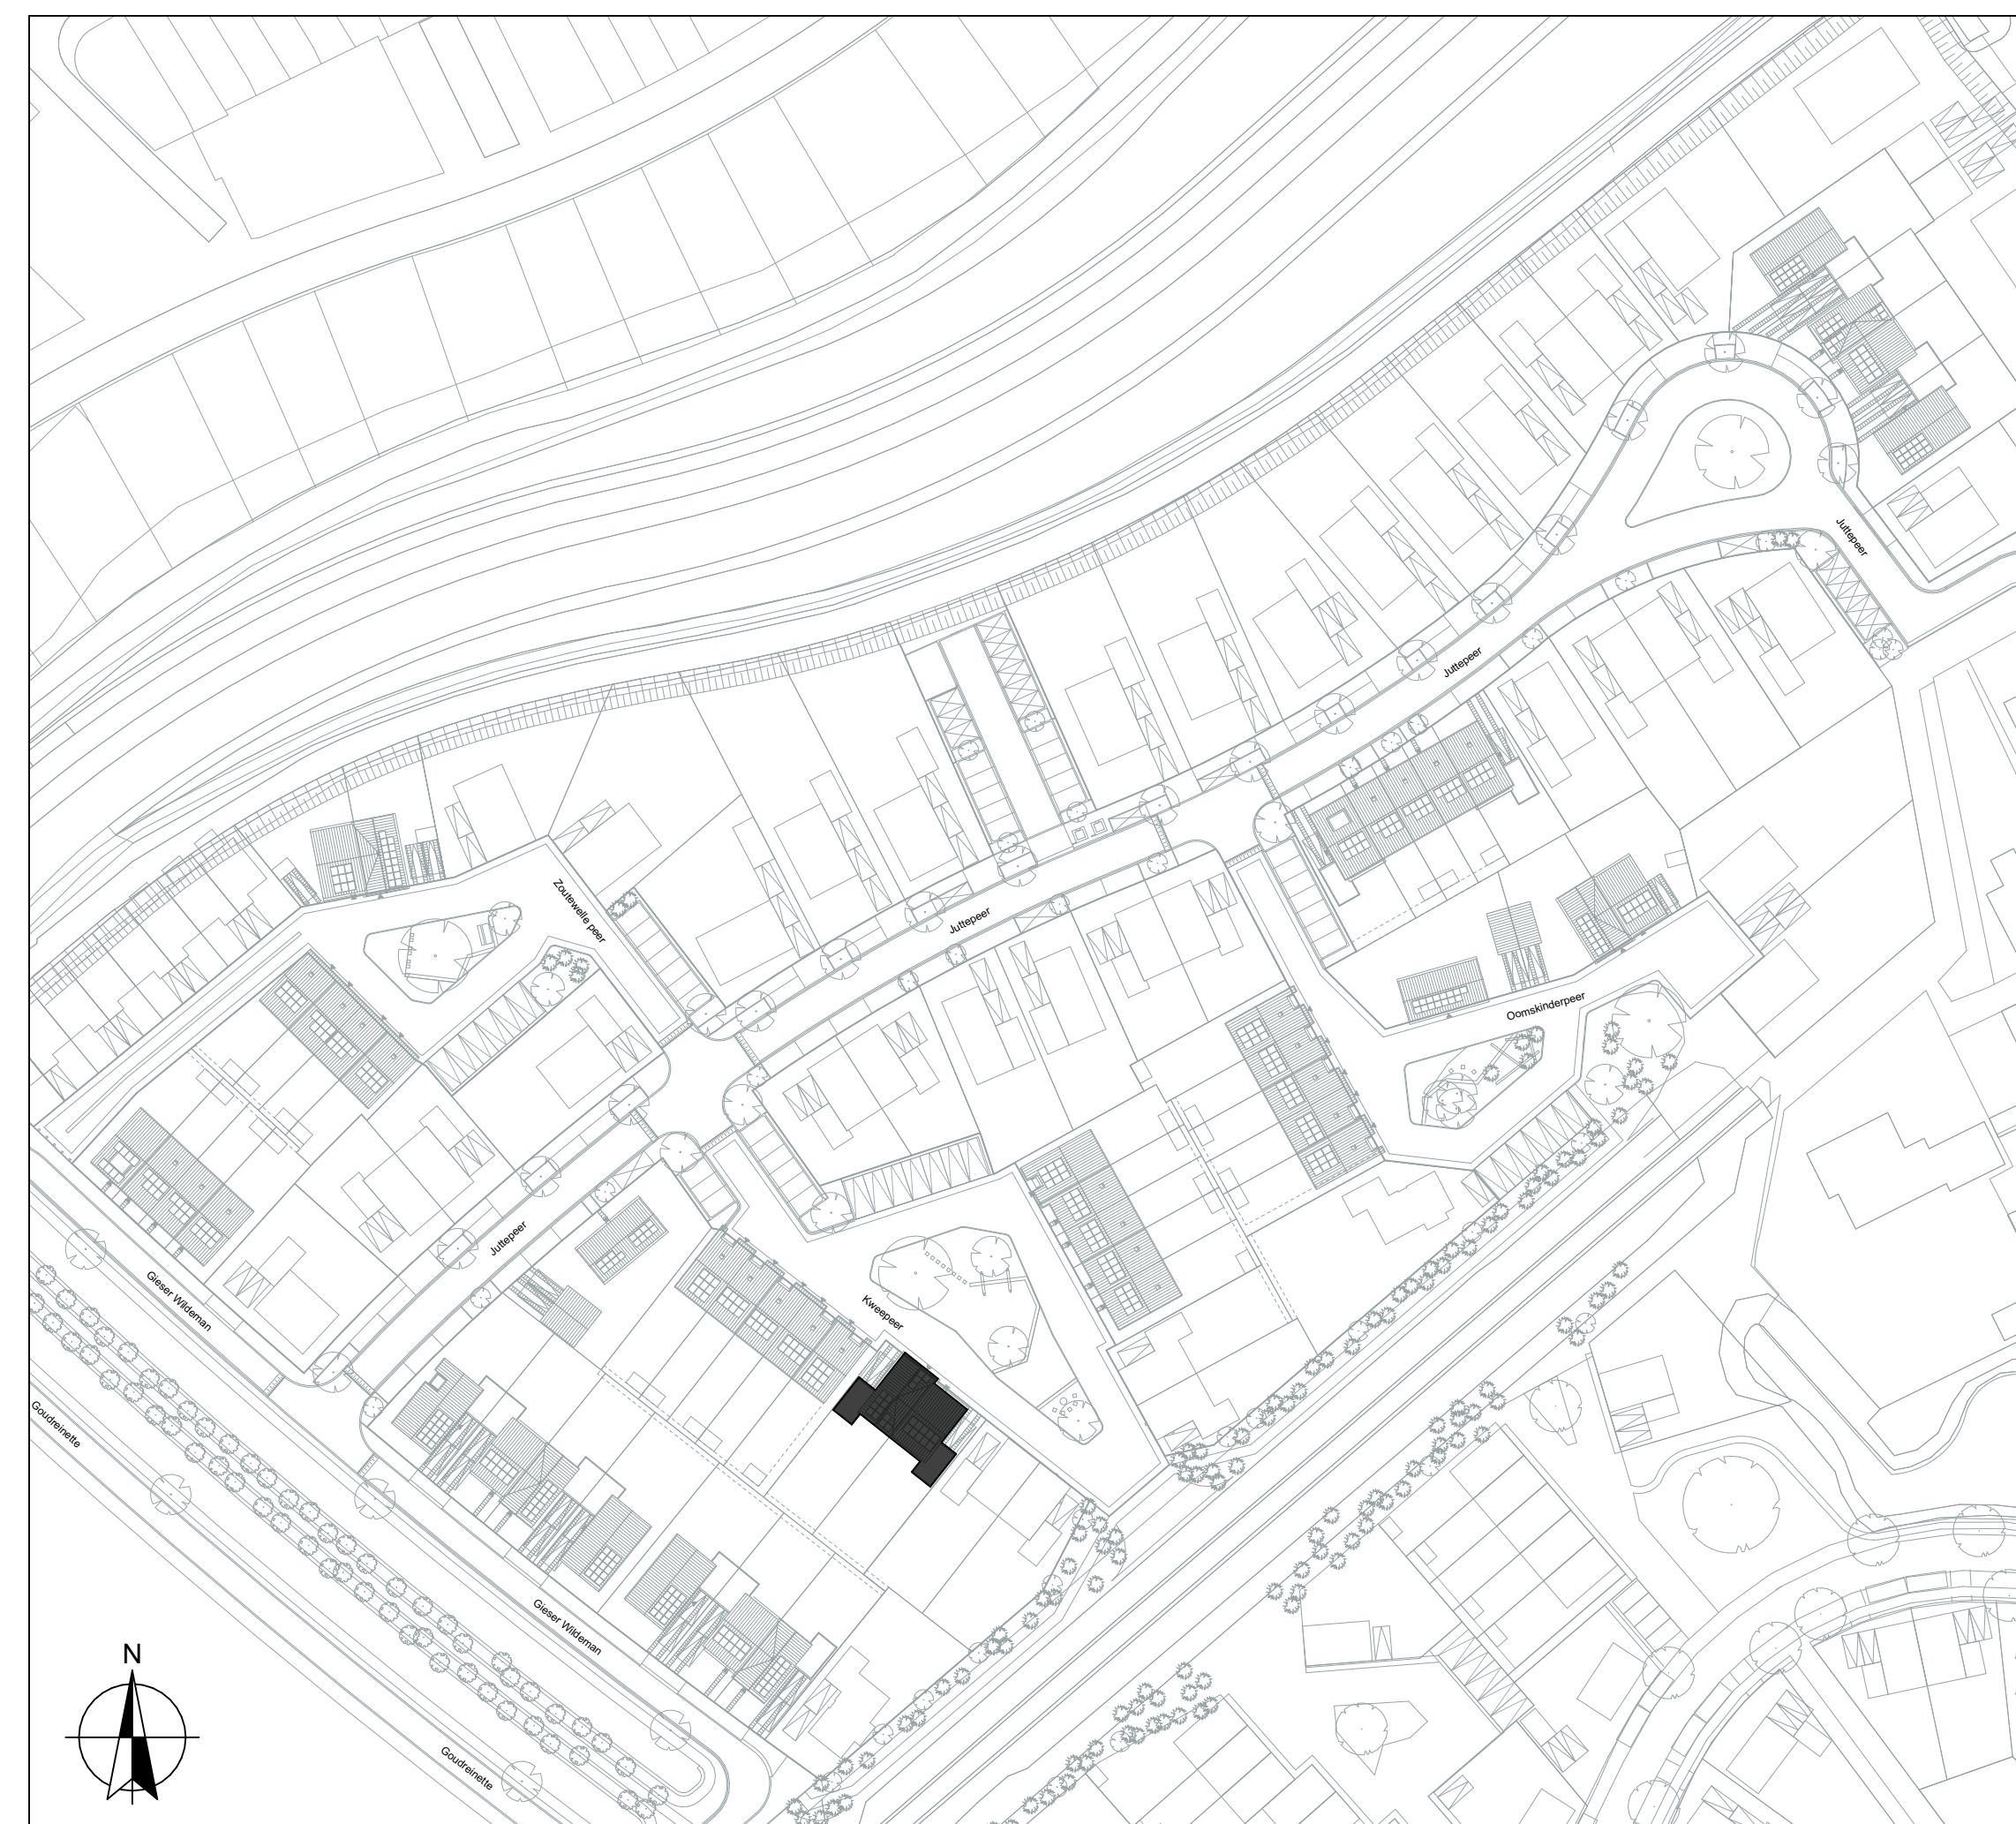 Juttepeer
Juttepeer
Zoutewelle peer
Juttepeer
Oomskinderpeer
Juttepeer
Gieser Wildeman
Kweepeer
Goudreinette
Gieser Wildeman
N
Goudreinette